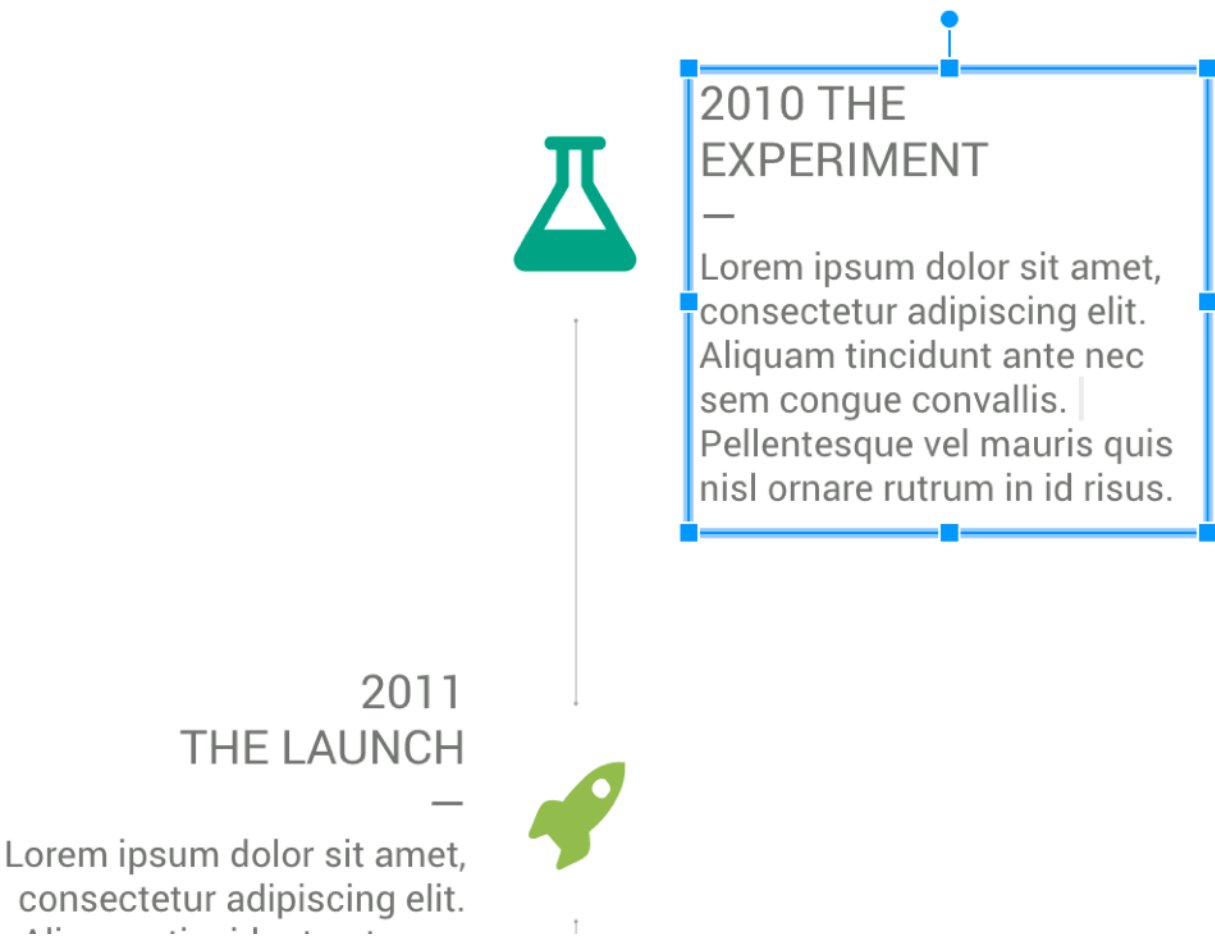 2010 THE
EXPERIMENT
—
Lorem ipsum dolor sit amet,
consectetur adipiscing elit.
Aliquam tincidunt ante nec
sem congue convallis.
Pellentesque vel mauris quis
nisl ornare rutrum in id risus.
2011
THE LAUNCH
—
Lorem ipsum dolor sit amet,
consectetur adipiscing elit.